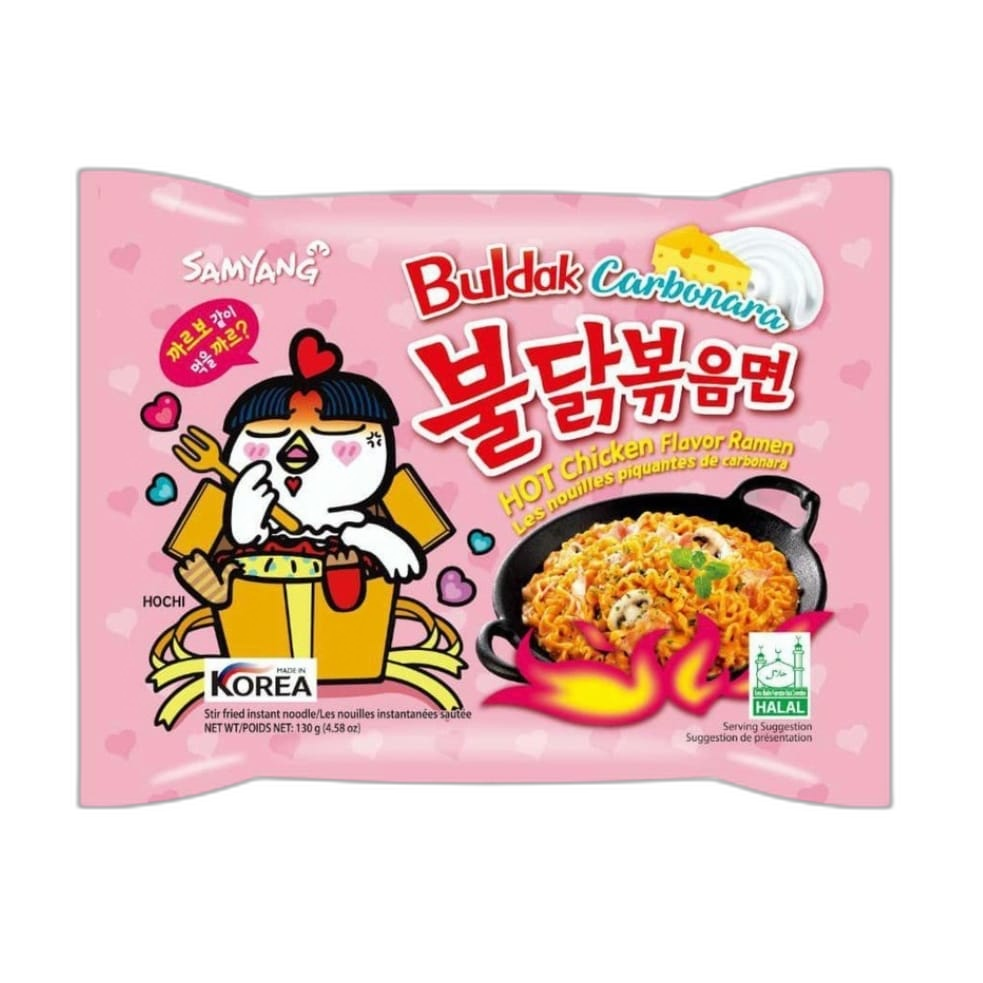 SAMYANG
까르보 같이
먹을까르?
Buldak Carbonara
불닭볶음면
HOT Chicken Flavor Ramen
Les nouilles piquantes de carbonara
HOCHI
MADE IN
KOREA
Stir fried instant noodle/Les nouilles instantanées sautée
NET WT/POIDS NET: 130 g (4.58 oz)
حلال
HALAL
Serving Suggestion
Suggestion de présentation